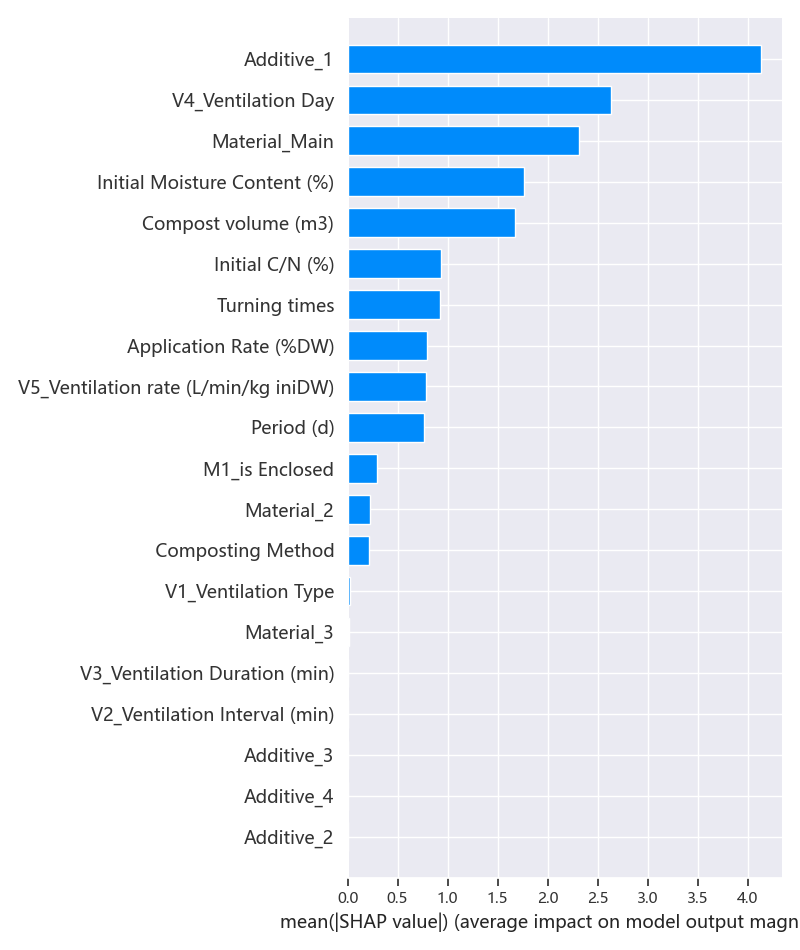 Additive_1
V4_Ventilation Day
Material_Main
Initial Moisture Content (%)
Compost volume (m3)
Initial C/N (%)
Turning times
Application Rate (%DW)
V5_Ventilation rate (L/min/kg iniDW)
Period (d)
M1_is Enclosed
Material_2
Composting Method
V1_Ventilation Type
Material_3
V3_Ventilation Duration (min)
V2_Ventilation Interval (min)
Additive_3
Additive_4
Additive_2
0.0 0.5 1.0 1.5 2.0 2.5 3.0 3.5 4.0
mean(|SHAP value|) (average impact on model output magn